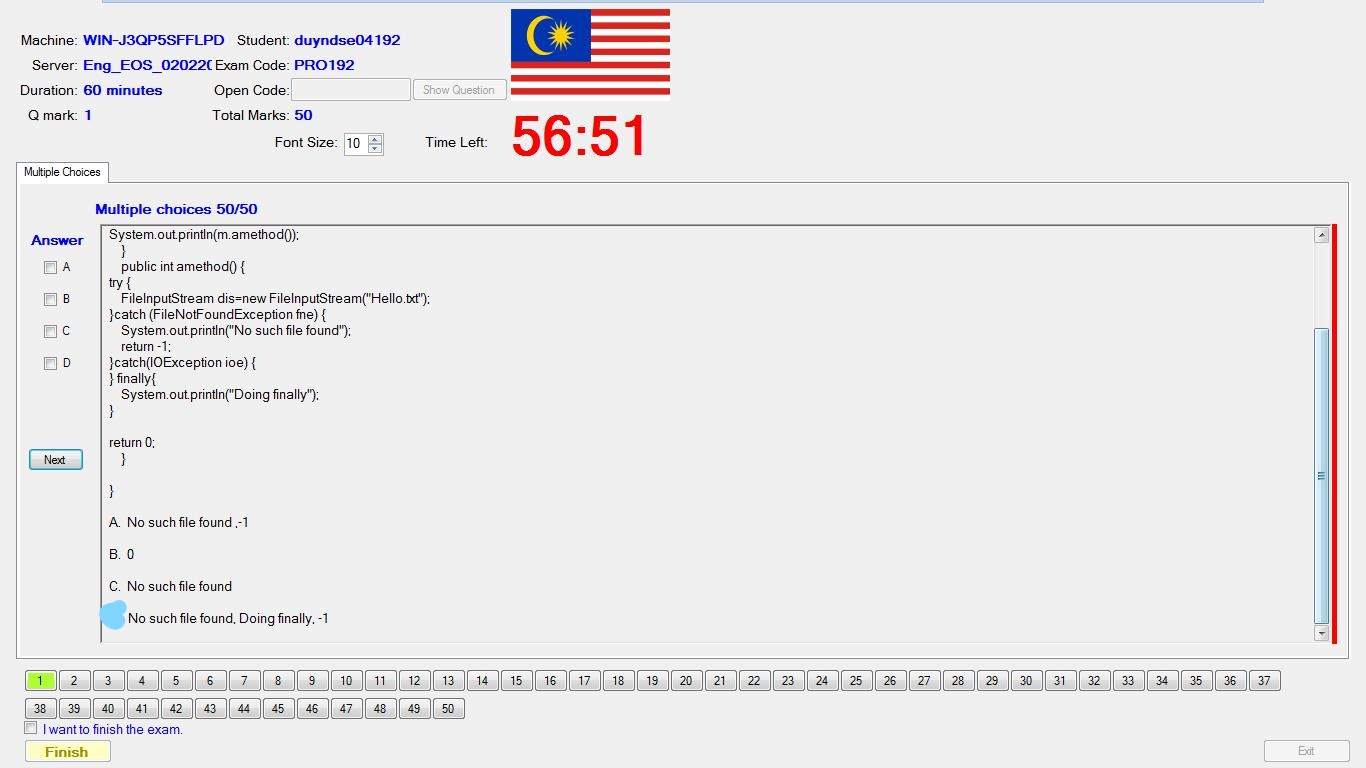 Machine: WIN-J3QP5SFFLPD Student: duyndse04192
Server: Eng_EOS_020220 Exam Code: PRO192
Duration: 60 minutes Open Code: Show Question
Q mark: 1 Total Marks: 50
Font Size: 10 Time Left: 56:51
Multiple Choices
Multiple choices 50/50
Answer
A
B
C
D
Next
System.out.println(m.amethod());
}
public int amethod() {
try {
FileInputStream dis=new FileInputStream("Hello.txt");
}catch (FileNotFoundException fne) {
System.out.println("No such file found");
return -1;
}catch(IOException ioe) {
} finally{
System.out.println("Doing finally");
}
return 0;
}
}
A. No such file found ,-1
B. 0
C. No such file found
No such file found, Doing finally, -1
1 2 3 4 5 6 7 8 9 10 11 12 13 14 15 16 17 18 19 20 21 22 23 24 25 26 27 28 29 30 31 32 33 34 35 36 37
38 39 40 41 42 43 44 45 46 47 48 49 50
I want to finish the exam.
Finish Exit